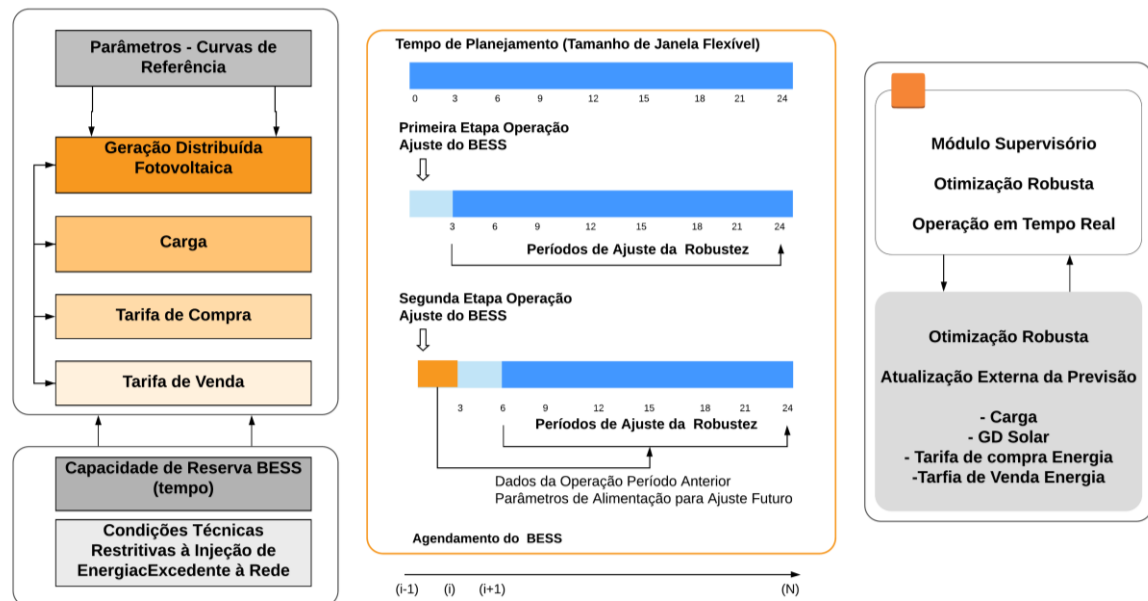 Parâmetros - Curvas de
Referência
Geração Distribuída
Fotovoltaica
Carga
Tarifa de Compra
Tarifa de Venda
Capacidade de Reserva BESS
(tempo)
Condições Técnicas
Restritivas à Injeção de
EnergiacExcedente à Rede
Tempo de Planejamento (Tamanho de Janela Flexível)
0 3 6 9 12 15 18 21 24
Primeira Etapa Operação
Ajuste do BESS
3 6 9 12 15 18 21 24
Períodos de Ajuste da Robustez
Segunda Etapa Operação
Ajuste do BESS
3 6 9 12 15 18 21 24
Períodos de Ajuste da Robustez
Dados da Operação Período Anterior
Parâmetros de Alimentação para Ajuste Futuro
Agendamento do BESS
(i-1) (i) (i+1) (N)
Módulo Supervisório
Otimização Robusta
Operação em Tempo Real
Otimização Robusta
Atualização Externa da Previsão
- Carga
- GD Solar
- Tarifa de compra Energia
-Tarfia de Venda Energia